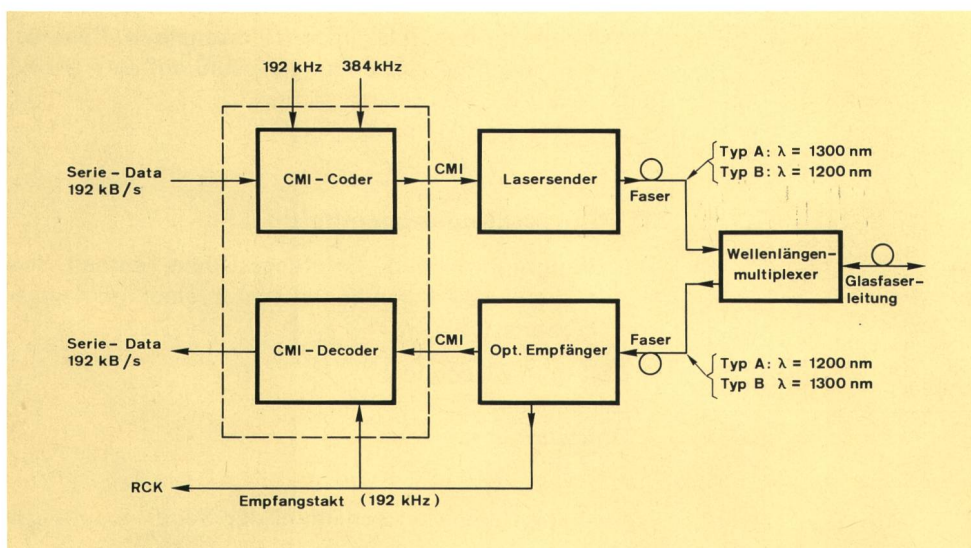 192 kHz
384 kHz
Serie-Data
192 kB/s
CMI-Coder
CMI
Lasersender
Faser
Typ A: λ = 1300 nm
Typ B: λ = 1200 nm
Wellenlängen-
multiplexer
Glasfaser-
leitung
Serie-Data
192 kB/s
CMI-Decoder
CMI
Opt. Empfänger
Faser
Typ A: λ = 1200 nm
Typ B λ = 1300 nm
RCK
Empfangstakt (192 kHz)